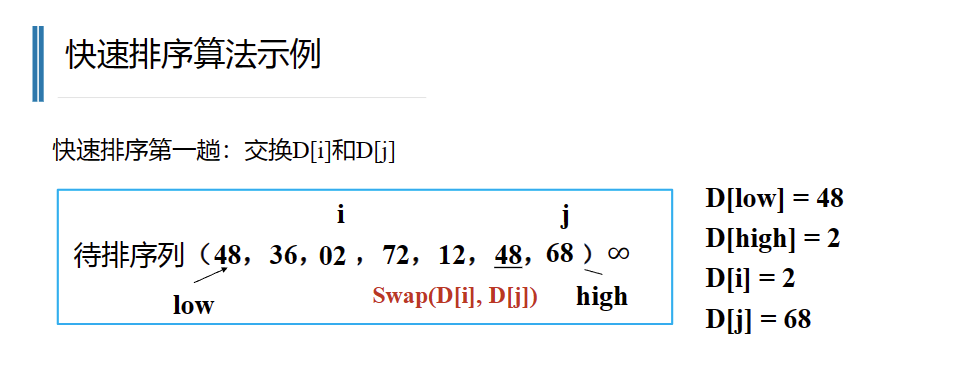 快速排序算法示例
快速排序第一趟：交换D[i]和D[j]
i j
待排序列（48，36，02，72，12，48，68 ）∞
low Swap(D[i], D[j]) high
D[low] = 48
D[high] = 2
D[i] = 2
D[j] = 68